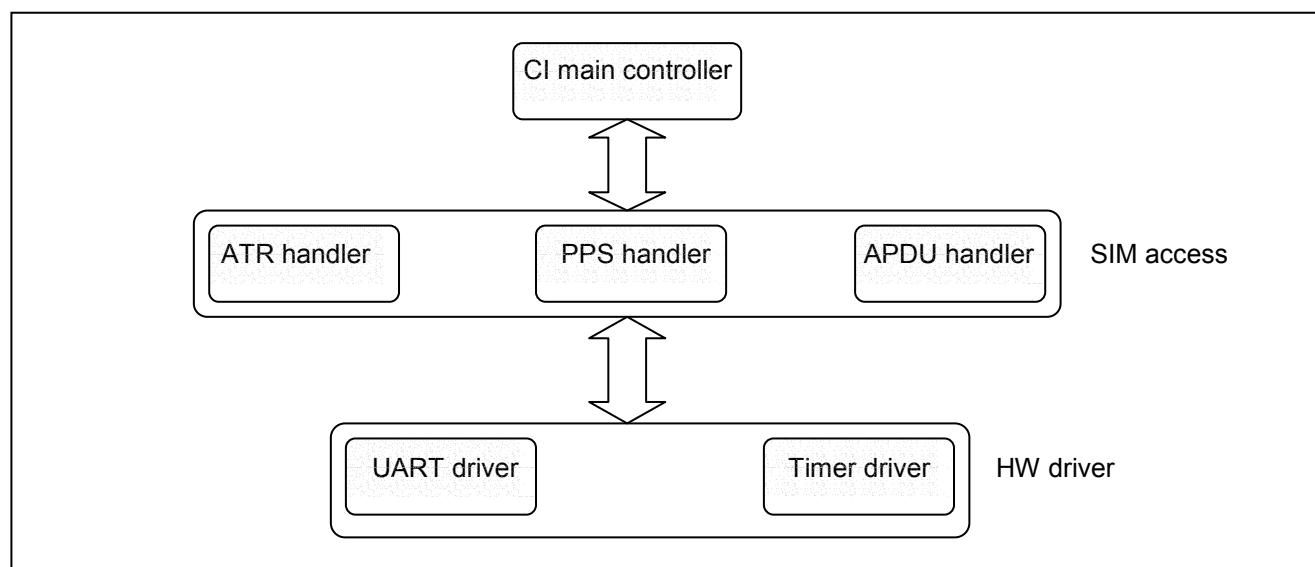 CI main controller
ATR handler
PPS handler
APDU handler
SIM access
UART driver
Timer driver
HW driver